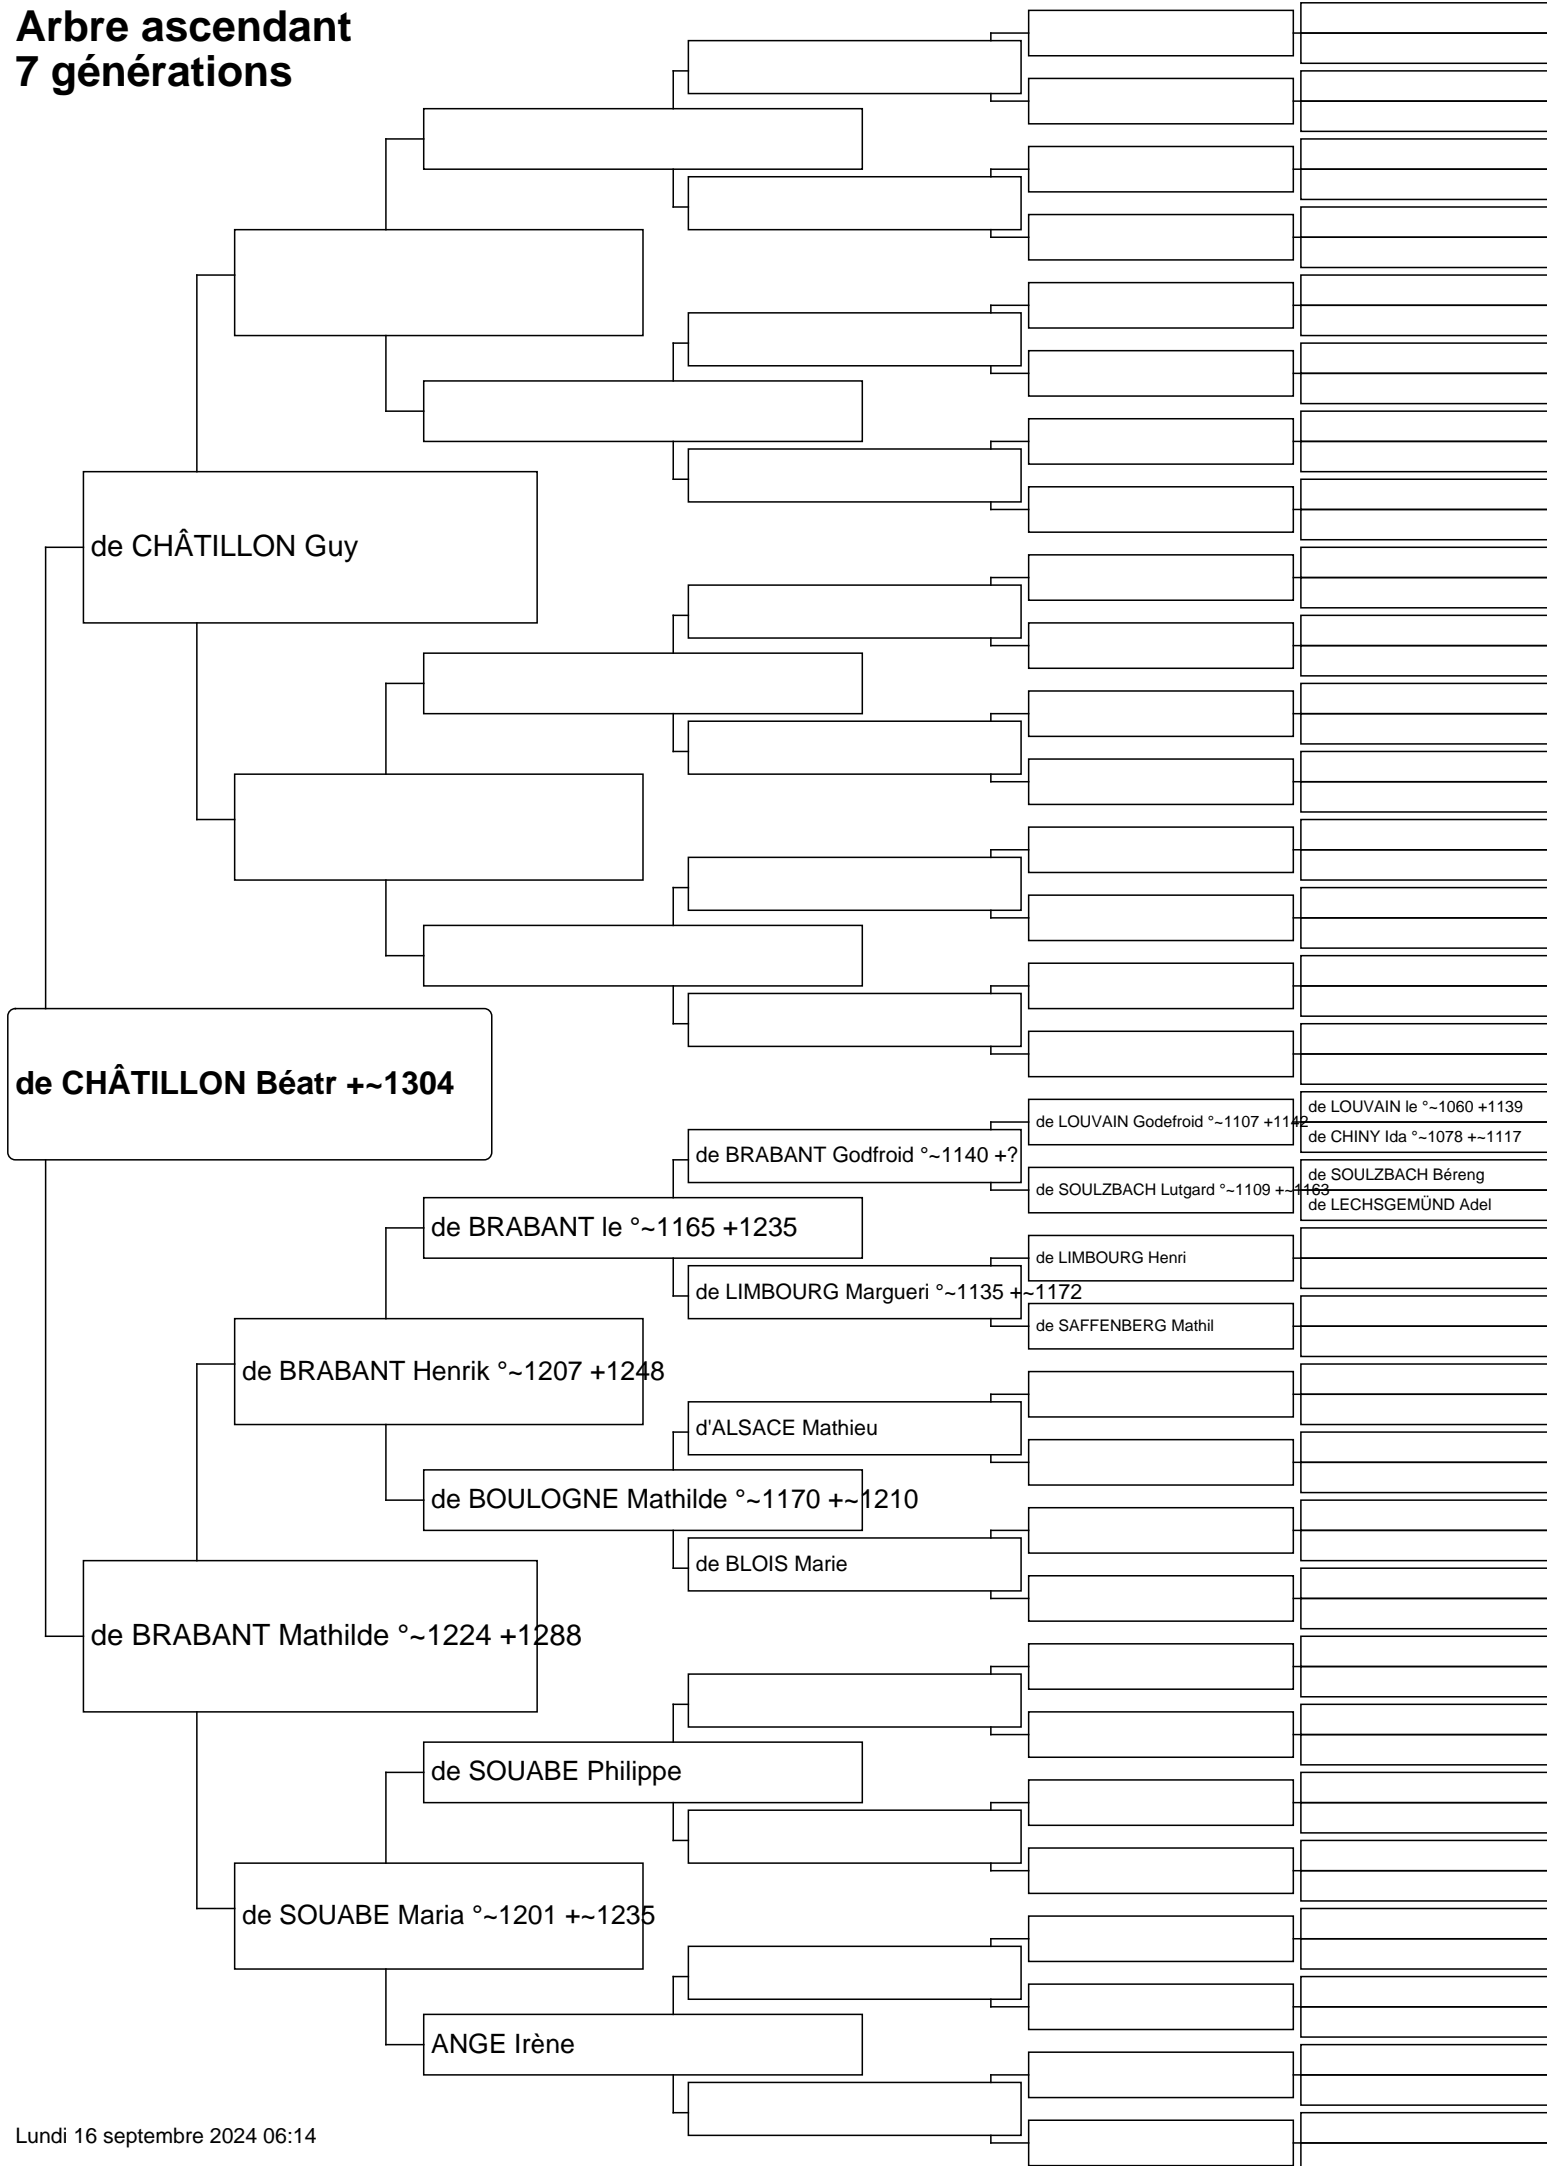 Arbre ascendant
7 générations
de CHÂTILLON Guy
de CHÂTILLON Béatr +~1304
de LOUVAIN le °~1060 +1139
de LOUVAIN Godefroid °~1107 +1142
de CHINY Ida °~1078 +~1117
de BRABANT Godfroid °~1140 +?
de SOULZBACH Béreng
de SOULZBACH Lutgard °~1109 +~1163
de LECHSGEMÜND Adel
de BRABANT le °~1165 +1235
de LIMBOURG Henri
de LIMBOURG Margueri °~1135 +~1172
de SAFFENBERG Mathil
de BRABANT Henrik °~1207 +1248
d'ALSACE Mathieu
de BOULOGNE Mathilde °~1170 +~1210
de BLOIS Marie
de BRABANT Mathilde °~1224 +1288
de SOUABE Philippe
de SOUABE Maria °~1201 +~1235
ANGE Irène
Lundi 16 septembre 2024 06:14